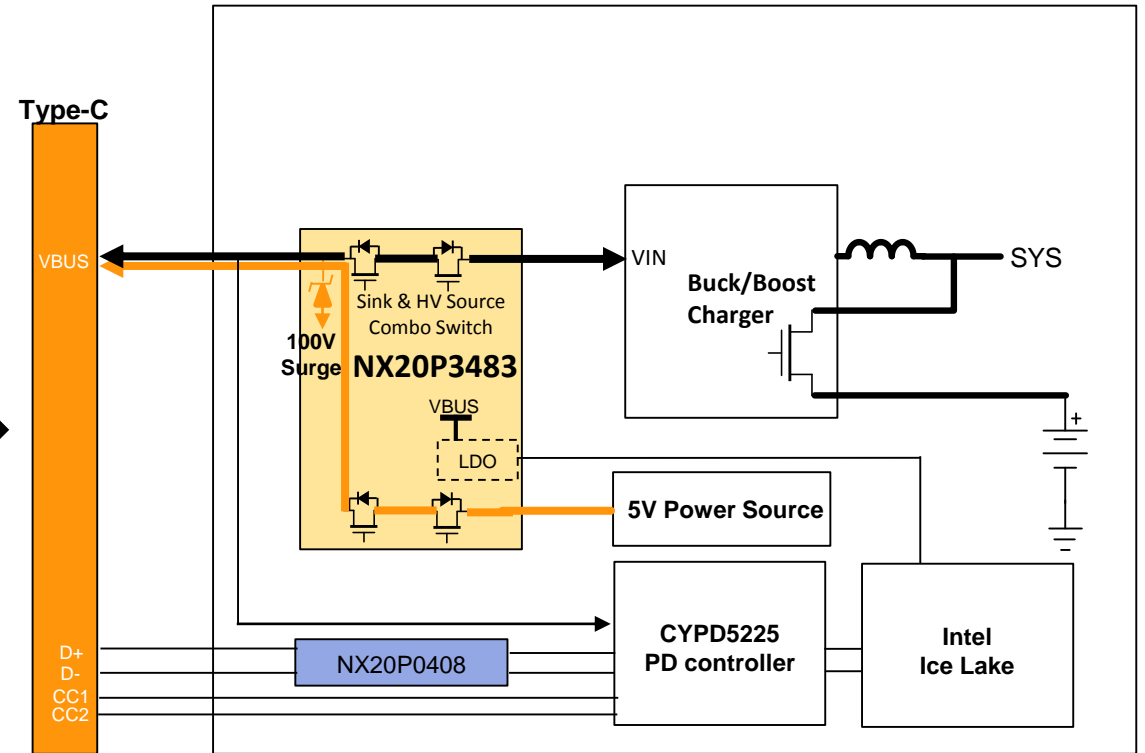 Type-C
VBUS
Sink & HV Source
Combo Switch
100V
Surge
NX20P3483
VBUS
LDO
VIN
Buck/Boost
Charger
SYS
+
5V Power Source
CYPD5225
PD controller
Intel
Ice Lake
NX20P0408
D+
D-
CC1
CC2